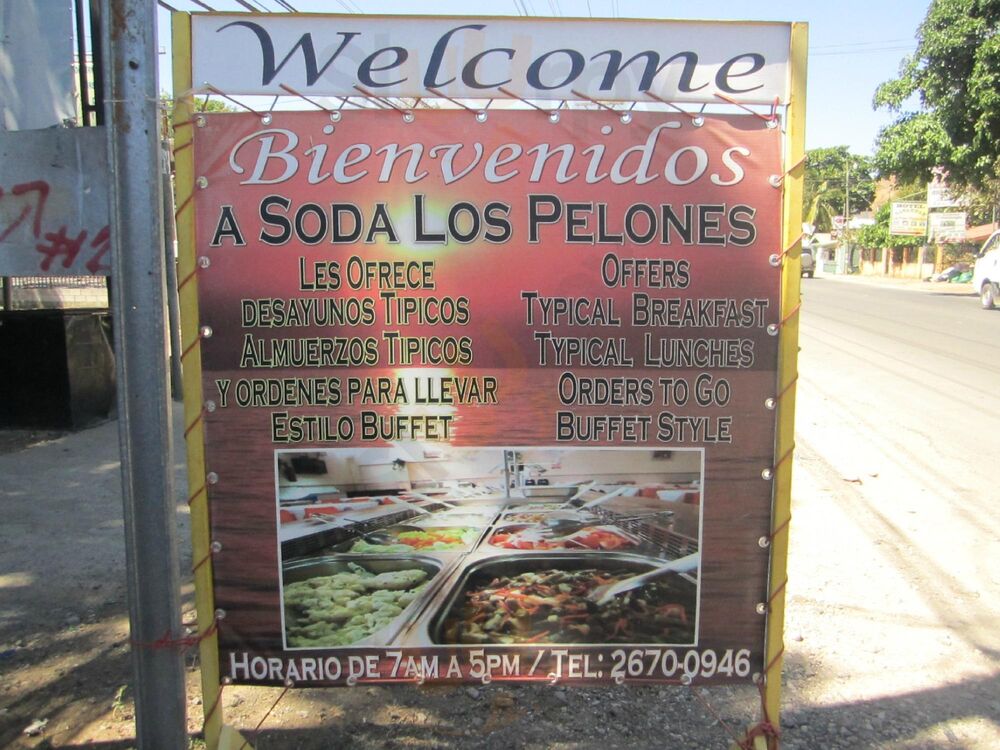 Welcome
Bienvenidos
A SODA LOS PELONES
LES OFRECE
DESAYUNOS TIPICOS
ALMUERZOS TIPICOS
Y ORDENES PARA LLEVAR
ESTILO BUFFET
OFFERS
TYPICAL BREAKFAST
TYPICAL LUNCHES
ORDERS TO GO
BUFFET STYLE
HORARIO DE 7AM A 5PM / TEL: 2670-0946
#2